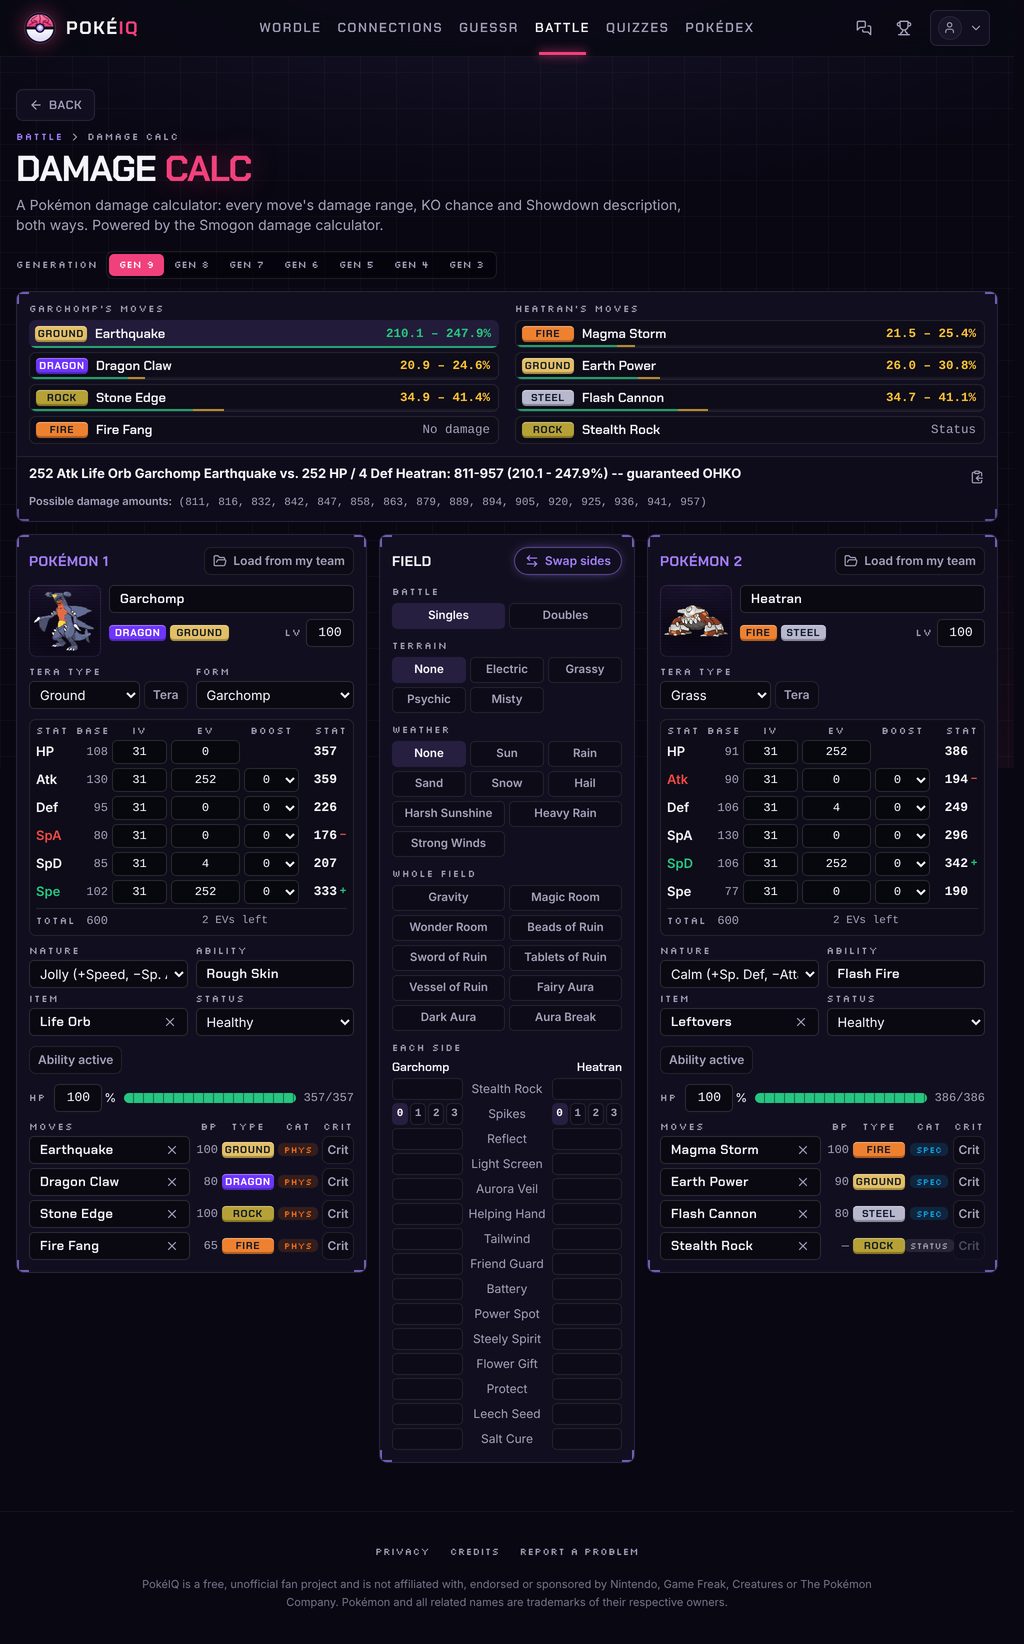 POKÉIQ
WORDLE CONNECTIONS GUESSR BATTLE QUIZZES POKÉDEX
BACK
BATTLE > DAMAGE CALC
DAMAGE CALC
A Pokémon damage calculator: every move's damage range, KO chance and Showdown description,
both ways. Powered by the Smogon damage calculator.
GENERATION GEN 9 GEN 8 GEN 7 GEN 6 GEN 5 GEN 4 GEN 3
GARCHOMP'S MOVES
GROUND Earthquake 210.1 – 247.9%
DRAGON Dragon Claw 20.9 – 24.6%
ROCK Stone Edge 34.9 – 41.4%
FIRE Fire Fang No damage
HEATRAN'S MOVES
FIRE Magma Storm 21.5 – 25.4%
GROUND Earth Power 26.0 – 30.8%
STEEL Flash Cannon 34.7 – 41.1%
ROCK Stealth Rock Status
252 Atk Life Orb Garchomp Earthquake vs. 252 HP / 4 Def Heatran: 811-957 (210.1 - 247.9%) -- guaranteed OHKO
Possible damage amounts: (811, 816, 832, 842, 847, 858, 863, 879, 889, 894, 905, 920, 925, 936, 941, 957)
POKÉMON 1 Load from my team
Garchomp
DRAGON GROUND LV 100
TERA TYPE FORM
Ground Tera Garchomp
STAT BASE IV EV BOOST STAT
HP 108 31 0 357
Atk 130 31 252 0 359
Def 95 31 0 0 226
SpA 80 31 0 0 176 −
SpD 85 31 4 0 207
Spe 102 31 252 0 333 +
TOTAL 600 2 EVs left
NATURE ABILITY
Jolly (+Speed, −Sp. Rough Skin
ITEM STATUS
Life Orb Healthy
Ability active
HP 100 % 357/357
MOVES BP TYPE CAT CRIT
Earthquake 100 GROUND PHYS Crit
Dragon Claw 80 DRAGON PHYS Crit
Stone Edge 100 ROCK PHYS Crit
Fire Fang 65 FIRE PHYS Crit
FIELD Swap sides
BATTLE
Singles Doubles
TERRAIN
None Electric Grassy
Psychic Misty
WEATHER
None Sun Rain
Sand Snow Hail
Harsh Sunshine Heavy Rain
Strong Winds
WHOLE FIELD
Gravity Magic Room
Wonder Room Beads of Ruin
Sword of Ruin Tablets of Ruin
Vessel of Ruin Fairy Aura
Dark Aura Aura Break
EACH SIDE
Garchomp Heatran
Stealth Rock
0 1 2 3 Spikes 0 1 2 3
Reflect
Light Screen
Aurora Veil
Helping Hand
Tailwind
Friend Guard
Battery
Power Spot
Steely Spirit
Flower Gift
Protect
Leech Seed
Salt Cure
POKÉMON 2 Load from my team
Heatran
FIRE STEEL LV 100
TERA TYPE
Grass Tera
STAT BASE IV EV BOOST STAT
HP 91 31 252 386
Atk 90 31 0 0 194 −
Def 106 31 4 0 249
SpA 130 31 0 0 296
SpD 106 31 252 0 342 +
Spe 77 31 0 0 190
TOTAL 600 2 EVs left
NATURE ABILITY
Calm (+Sp. Def, −Att Flash Fire
ITEM STATUS
Leftovers Healthy
Ability active
HP 100 % 386/386
MOVES BP TYPE CAT CRIT
Magma Storm 100 FIRE SPEC Crit
Earth Power 90 GROUND SPEC Crit
Flash Cannon 80 STEEL SPEC Crit
Stealth Rock — ROCK STATUS Crit
PRIVACY CREDITS REPORT A PROBLEM
PokéIQ is a free, unofficial fan project and is not affiliated with, endorsed or sponsored by Nintendo, Game Freak, Creatures or The Pokémon
Company. Pokémon and all related names are trademarks of their respective owners.